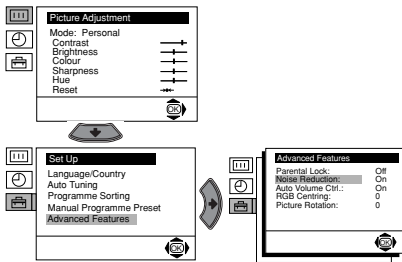 Picture Adjustment
Mode: Personal
Contrast
Brightness
Colour
Sharpness
Hue
Reset
OK
Set Up
Language/Country
Auto Tuning
Programme Sorting
Manual Programme Preset
Advanced Features
OK
Advanced Features
Parental Lock: Off
Noise Reduction: On
Auto Volume Ctrl.: On
RGB Centring: 0
Picture Rotation: 0
OK